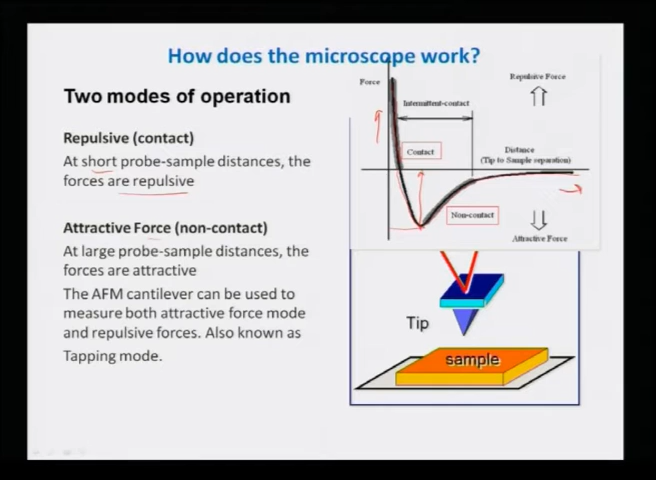 How does the microscope work?
Two modes of operation
Repulsive (contact)
At short probe-sample distances, the
forces are repulsive
Attractive Force (non-contact)
At large probe-sample distances, the
forces are attractive
The AFM cantilever can be used to
measure both attractive force mode
and repulsive forces. Also known as
Tapping mode.
Force
Repulsive Force
Intermittent-contact
Contact
Distance
(Tip to Sample separation)
Non-contact
Attractive Force
Tip
sample